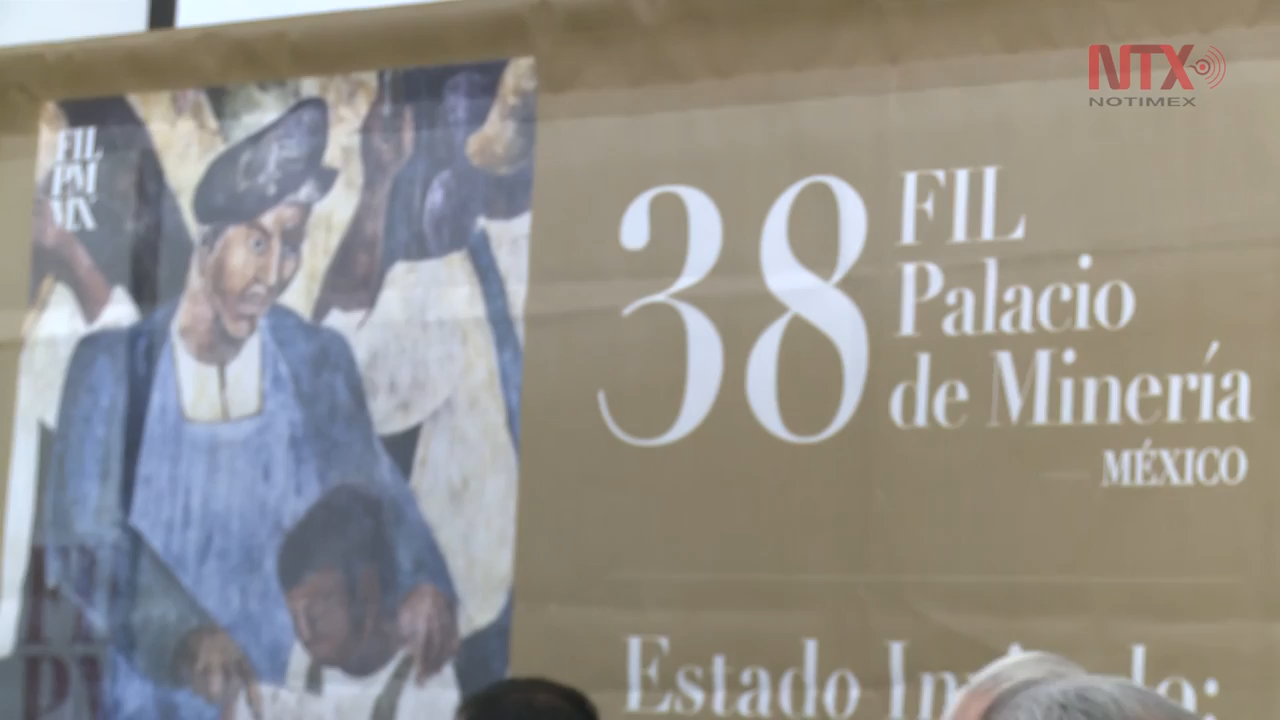 NTX
NOTIMEX
FIL
PM
MX
38
FIL
Palacio
de Minería
MÉXICO
Estado